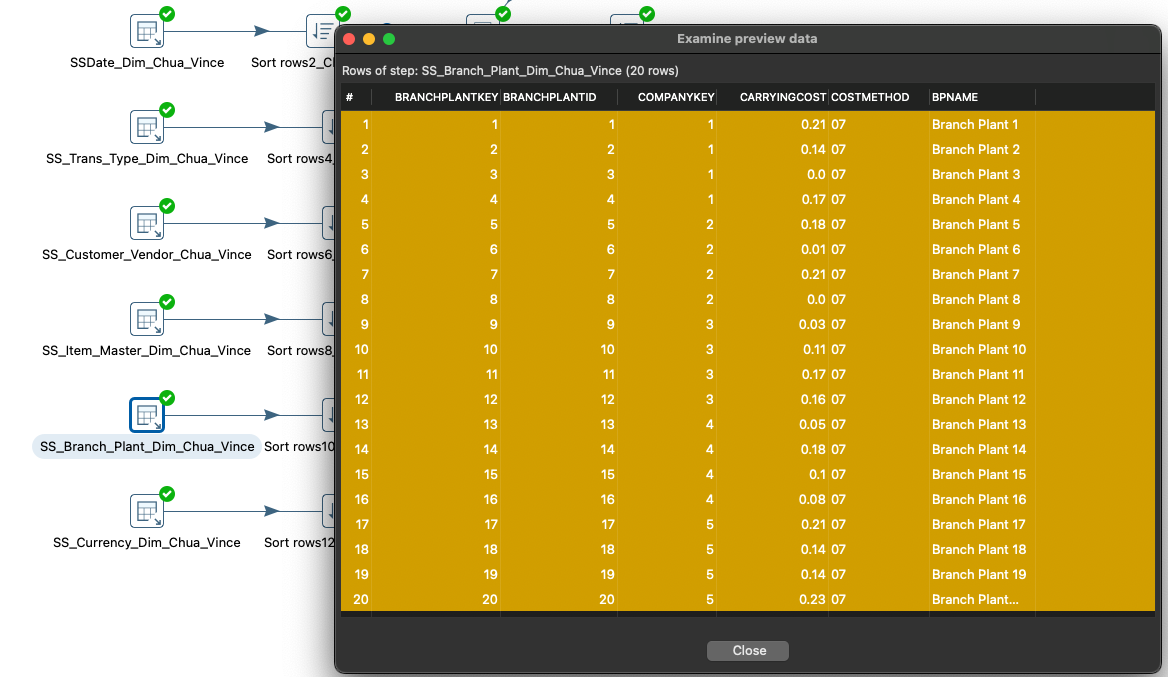 SSDate_Dim_Chua_Vince
Sort rows2_C
SS_Trans_Type_Dim_Chua_Vince
Sort rows4_
SS_Customer_Vendor_Chua_Vince
Sort rows6_
SS_Item_Master_Dim_Chua_Vince
Sort rows8_
SS_Branch_Plant_Dim_Chua_Vince
Sort rows10
SS_Currency_Dim_Chua_Vince
Sort rows12
Examine preview data
Rows of step: SS_Branch_Plant_Dim_Chua_Vince (20 rows)
# BRANCHPLANTKEY BRANCHPLANTID COMPANYKEY CARRYINGCOST COSTMETHOD BPNAME
1 1 1 1 0.21 07 Branch Plant 1
2 2 2 1 0.14 07 Branch Plant 2
3 3 3 1 0.0 07 Branch Plant 3
4 4 4 1 0.17 07 Branch Plant 4
5 5 5 2 0.18 07 Branch Plant 5
6 6 6 2 0.01 07 Branch Plant 6
7 7 7 2 0.21 07 Branch Plant 7
8 8 8 2 0.0 07 Branch Plant 8
9 9 9 3 0.03 07 Branch Plant 9
10 10 10 3 0.11 07 Branch Plant 10
11 11 11 3 0.17 07 Branch Plant 11
12 12 12 3 0.16 07 Branch Plant 12
13 13 13 4 0.05 07 Branch Plant 13
14 14 14 4 0.18 07 Branch Plant 14
15 15 15 4 0.1 07 Branch Plant 15
16 16 16 4 0.08 07 Branch Plant 16
17 17 17 5 0.21 07 Branch Plant 17
18 18 18 5 0.14 07 Branch Plant 18
19 19 19 5 0.14 07 Branch Plant 19
20 20 20 5 0.23 07 Branch Plant...
Close